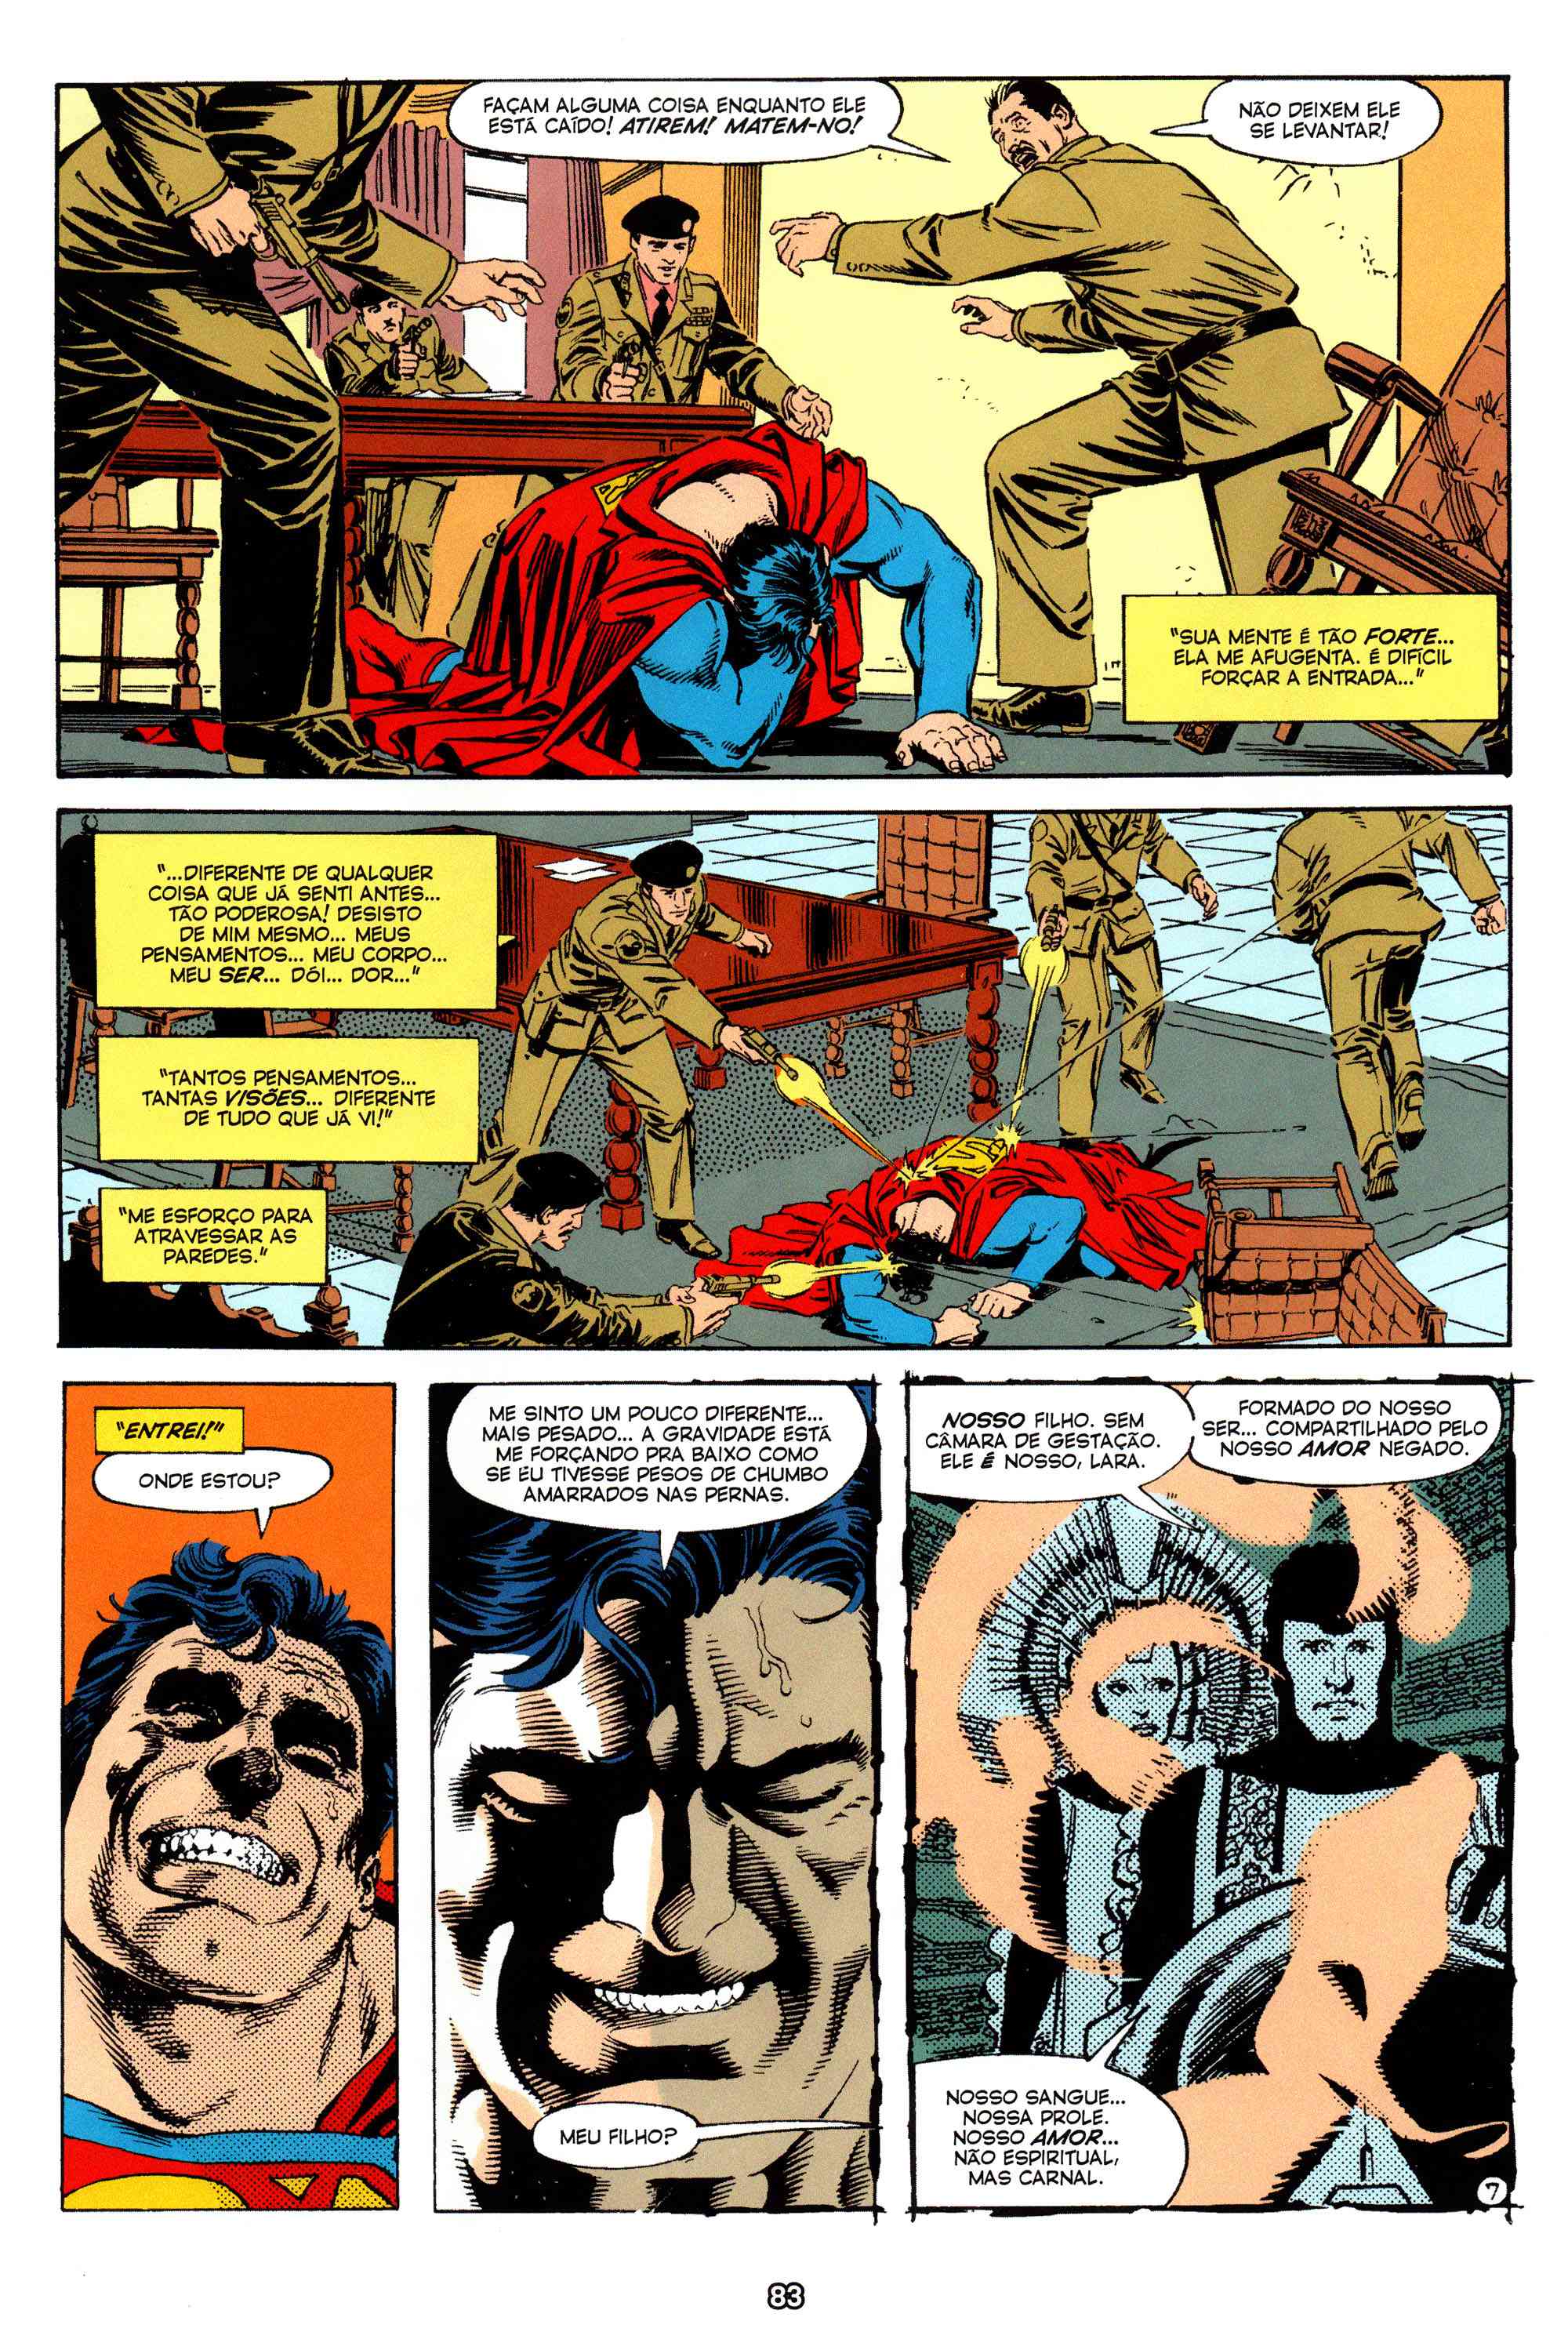 FAÇAM ALGUMA COISA ENQUANTO ELE
ESTÁ CAÍDO! ATIREM! MATEM-NO!
NÃO DEIXEM ELE
SE LEVANTAR!
"SUA MENTE É TÃO FORTE...
ELA ME AFUGENTA. É DIFÍCIL
FORÇAR A ENTRADA..."
"...DIFERENTE DE QUALQUER
COISA QUE JÁ SENTI ANTES...
TÃO PODEROSA! DESISTO
DE MIM MESMO... MEUS
PENSAMENTOS... MEU CORPO...
MEU SER... DÓI... DOR..."
"TANTOS PENSAMENTOS...
TANTAS VISÕES... DIFERENTE
DE TUDO QUE JÁ VI!"
"ME ESFORÇO PARA
ATRAVESSAR AS
PAREDES."
"ENTREI!"
ONDE ESTOU?
ME SINTO UM POUCO DIFERENTE...
MAIS PESADO... A GRAVIDADE ESTÁ
ME FORÇANDO PRA BAIXO COMO
SE EU TIVESSE PESOS DE CHUMBO
AMARRADOS NAS PERNAS.
MEU FILHO?
NOSSO FILHO. SEM
CÂMARA DE GESTAÇÃO.
ELE É NOSSO, LARA.
FORMADO DO NOSSO
SER... COMPARTILHADO PELO
NOSSO AMOR NEGADO.
NOSSO SANGUE...
NOSSA PROLE.
NOSSO AMOR...
NÃO ESPIRITUAL,
MAS CARNAL.
7
83